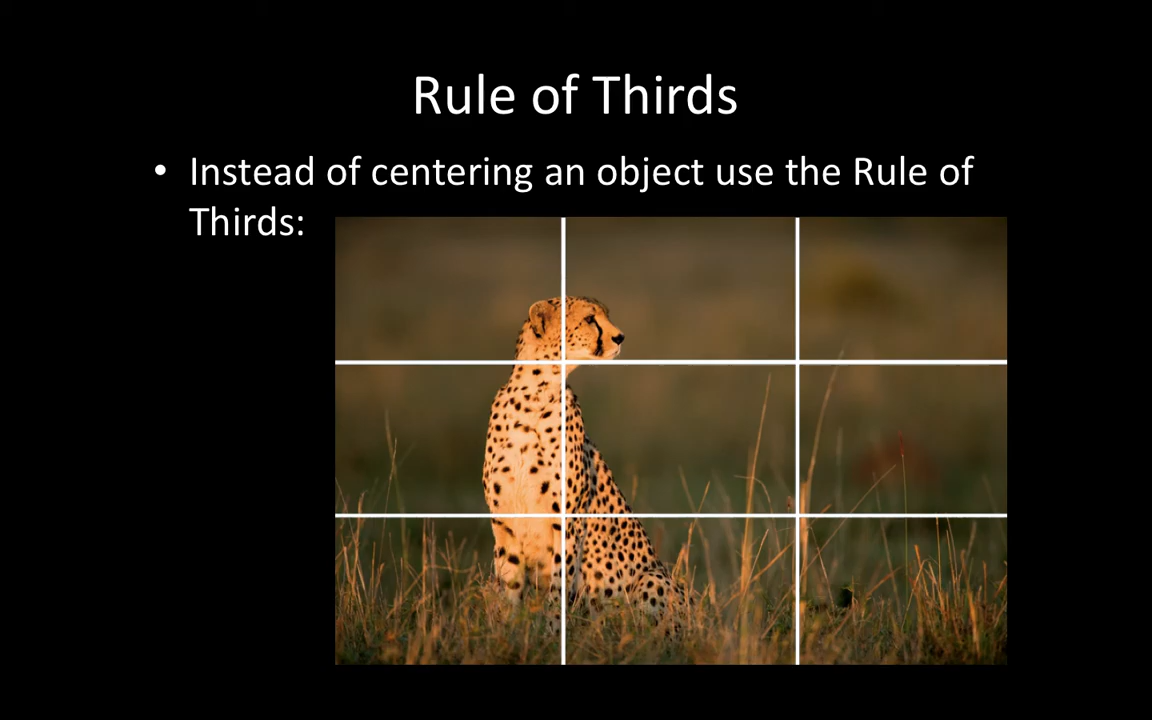 Rule of Thirds
• Instead of centering an object use the Rule of
Thirds: